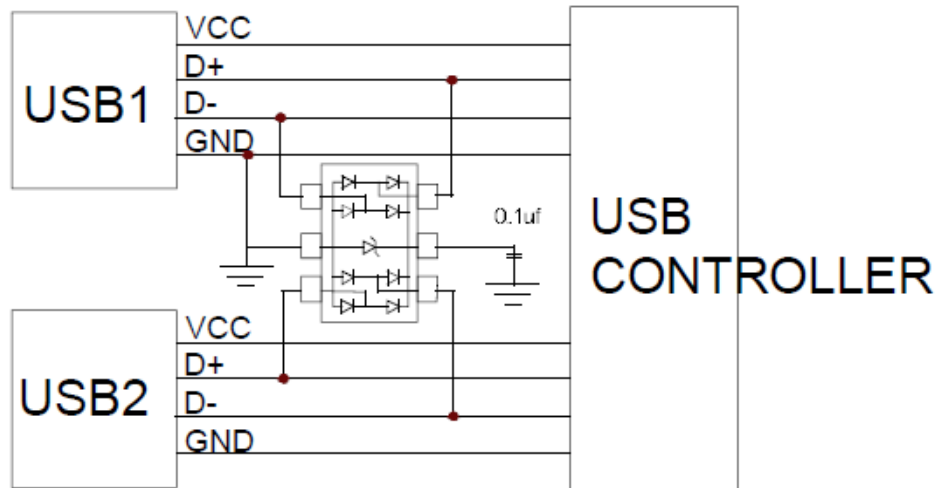 VCC
D+
USB1
D-
GND
0.1uf
USB
CONTROLLER
VCC
D+
USB2
D-
GND